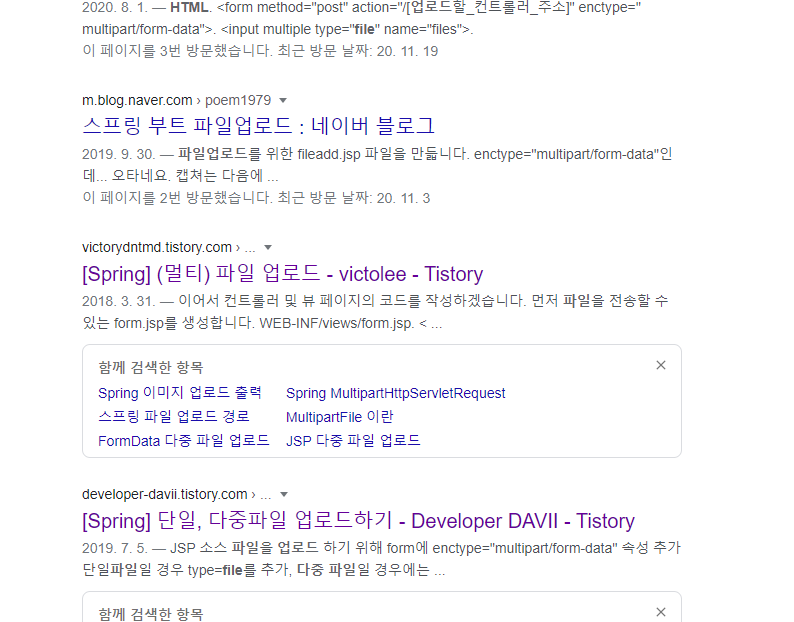 2020. 8. 1. — HTML. <form method="post" action="/[업로드할_컨트롤러_주소]" enctype="
multipart/form-data">. <input multiple type="file" name="files">.
이 페이지를 3번 방문했습니다. 최근 방문 날짜: 20. 11. 19
m.blog.naver.com › poem1979
스프링 부트 파일업로드 : 네이버 블로그
2019. 9. 30. — 파일업로드를 위한 fileadd.jsp 파일을 만듧니다. enctype="multipart/form-data"인
데... 오타네요. 캡쳐는 다음에 ...
이 페이지를 2번 방문했습니다. 최근 방문 날짜: 20. 11. 3
victorydntmd.tistory.com › ...
[Spring] (멀티) 파일 업로드 - victolee - Tistory
2018. 3. 31. — 이어서 컨트롤러 및 뷰 페이지의 코드를 작성하겠습니다. 먼저 파일을 전송할 수
있는 form.jsp를 생성합니다. WEB-INF/views/form.jsp. < ...
함께 검색한 항목
Spring 이미지 업로드 출력 Spring MultipartHttpServletRequest
스프링 파일 업로드 경로 MultipartFile 이란
FormData 다중 파일 업로드 JSP 다중 파일 업로드
developer-davii.tistory.com › ...
[Spring] 단일, 다중파일 업로드하기 - Developer DAVII - Tistory
2019. 7. 5. — JSP 소스 파일을 업로드 하기 위해 form에 enctype="multipart/form-data" 속성 추가
단일파일일 경우 type=file를 추가, 다중 파일일 경우에는 ...
함께 검색한 항목